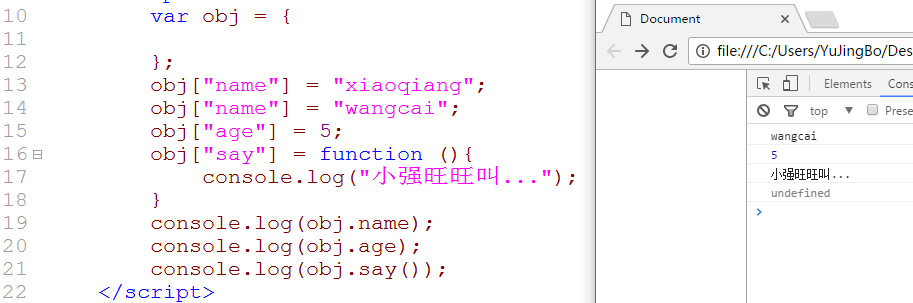 10 var obj = {
11
12 };
13 obj["name"] = "xiaoqiang";
14 obj["name"] = "wangcai";
15 obj["age"] = 5;
16 obj["say"] = function (){
17 console.log("小强旺旺叫...");
18 }
19 console.log(obj.name);
20 console.log(obj.age);
21 console.log(obj.say());
22 </script>
Document
file:///C:/Users/YuJingBo/Des
Elements Cons
top Prese
wangcai
5
小强旺旺叫...
undefined